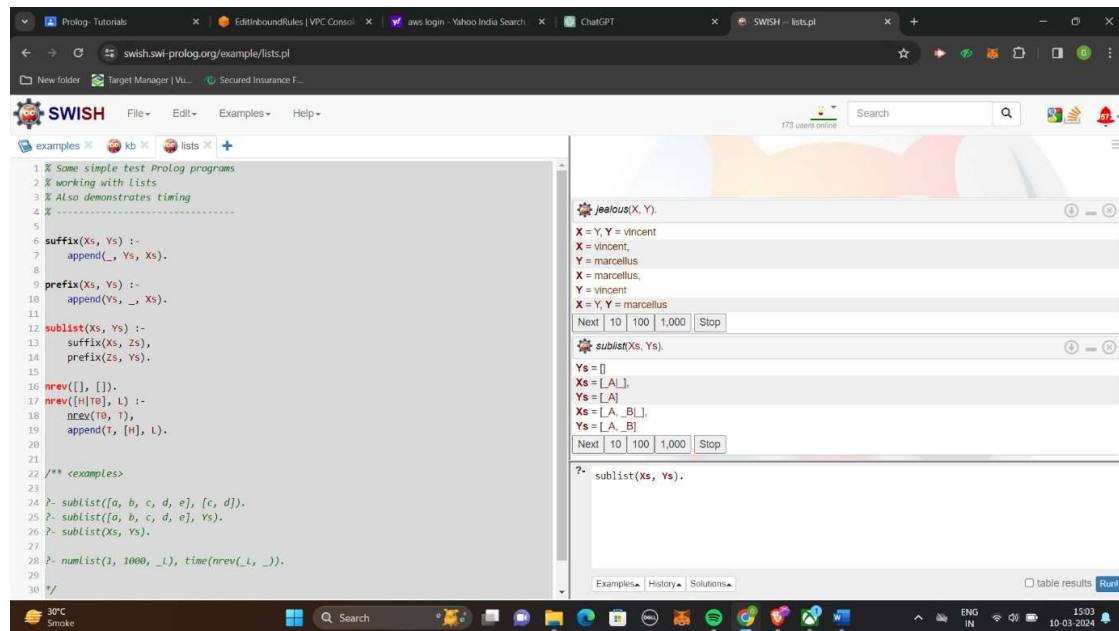 Prolog- Tutorials
EditInboundRules | VPC Consol
aws login - Yahoo India Search
ChatGPT
SWISH -- lists.pl
swish.swi-prolog.org/example/lists.pl
New folder
Target Manager | Vu...
Secured Insurance F...
SWISH
File
Edit
Examples
Help
173 users online
Search
examples
kb
lists
1 % Some simple test Prolog programs
2 % working with lists
3 % Also demonstrates timing
4 % -------------------------------
5
6 suffix(Xs, Ys) :-
7 append(_, Ys, Xs).
8
9 prefix(Xs, Ys) :-
10 append(Ys, _, Xs).
11
12 sublist(Xs, Ys) :-
13 suffix(Xs, Zs),
14 prefix(Zs, Ys).
15
16 nrev([], []).
17 nrev([H|T0], L) :-
18 nrev(T0, T),
19 append(T, [H], L).
20
21
22 /** <examples>
23
24 ?- sublist([a, b, c, d, e], [c, d]).
25 ?- sublist([a, b, c, d, e], Ys).
26 ?- sublist(Xs, Ys).
27
28 ?- numlist(1, 1000, _L), time(nrev(_L, _)).
29
30 */
jealous(X, Y).
X = Y, Y = vincent
X = vincent,
Y = marcellus
X = marcellus,
Y = vincent
X = Y, Y = marcellus
Next 10 100 1,000 Stop
sublist(Xs, Ys).
Ys = []
Xs = [_A|_],
Ys = [_A]
Xs = [_A, _B|_],
Ys = [_A, _B]
Next 10 100 1,000 Stop
?- sublist(Xs, Ys).
Examples History Solutions
table results Run!
30°C
Smoke
Search
DELL
ENG
IN
15:03
10-03-2024